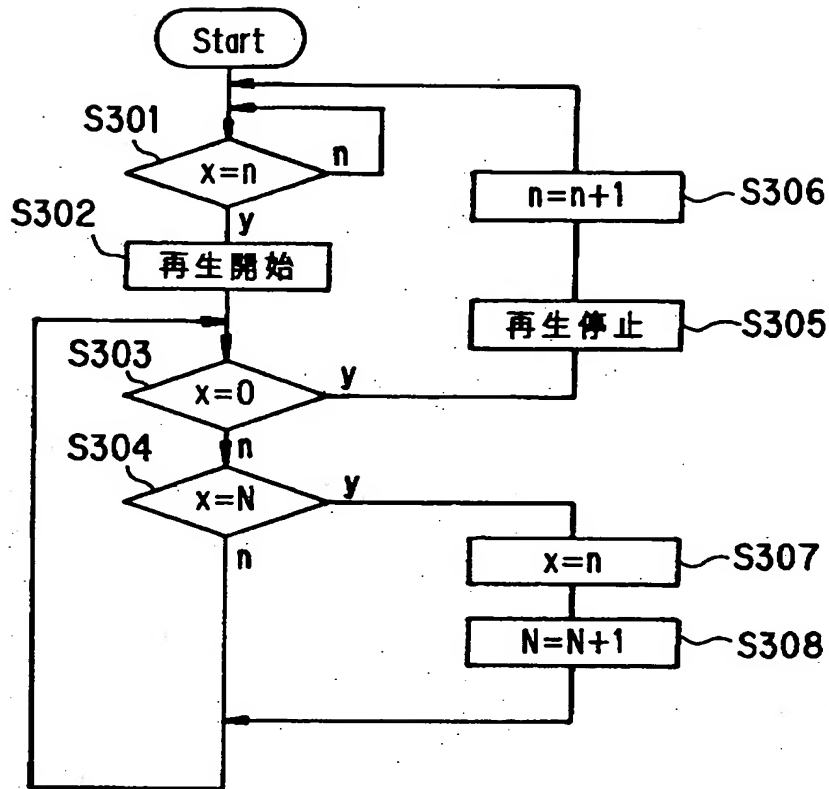 Start
S301
x=n
n
y
S302
再生開始
S303
x=0
y
n
S304
x=N
y
n
n=n+1
S306
再生停止
S305
x=n
S307
N=N+1
S308